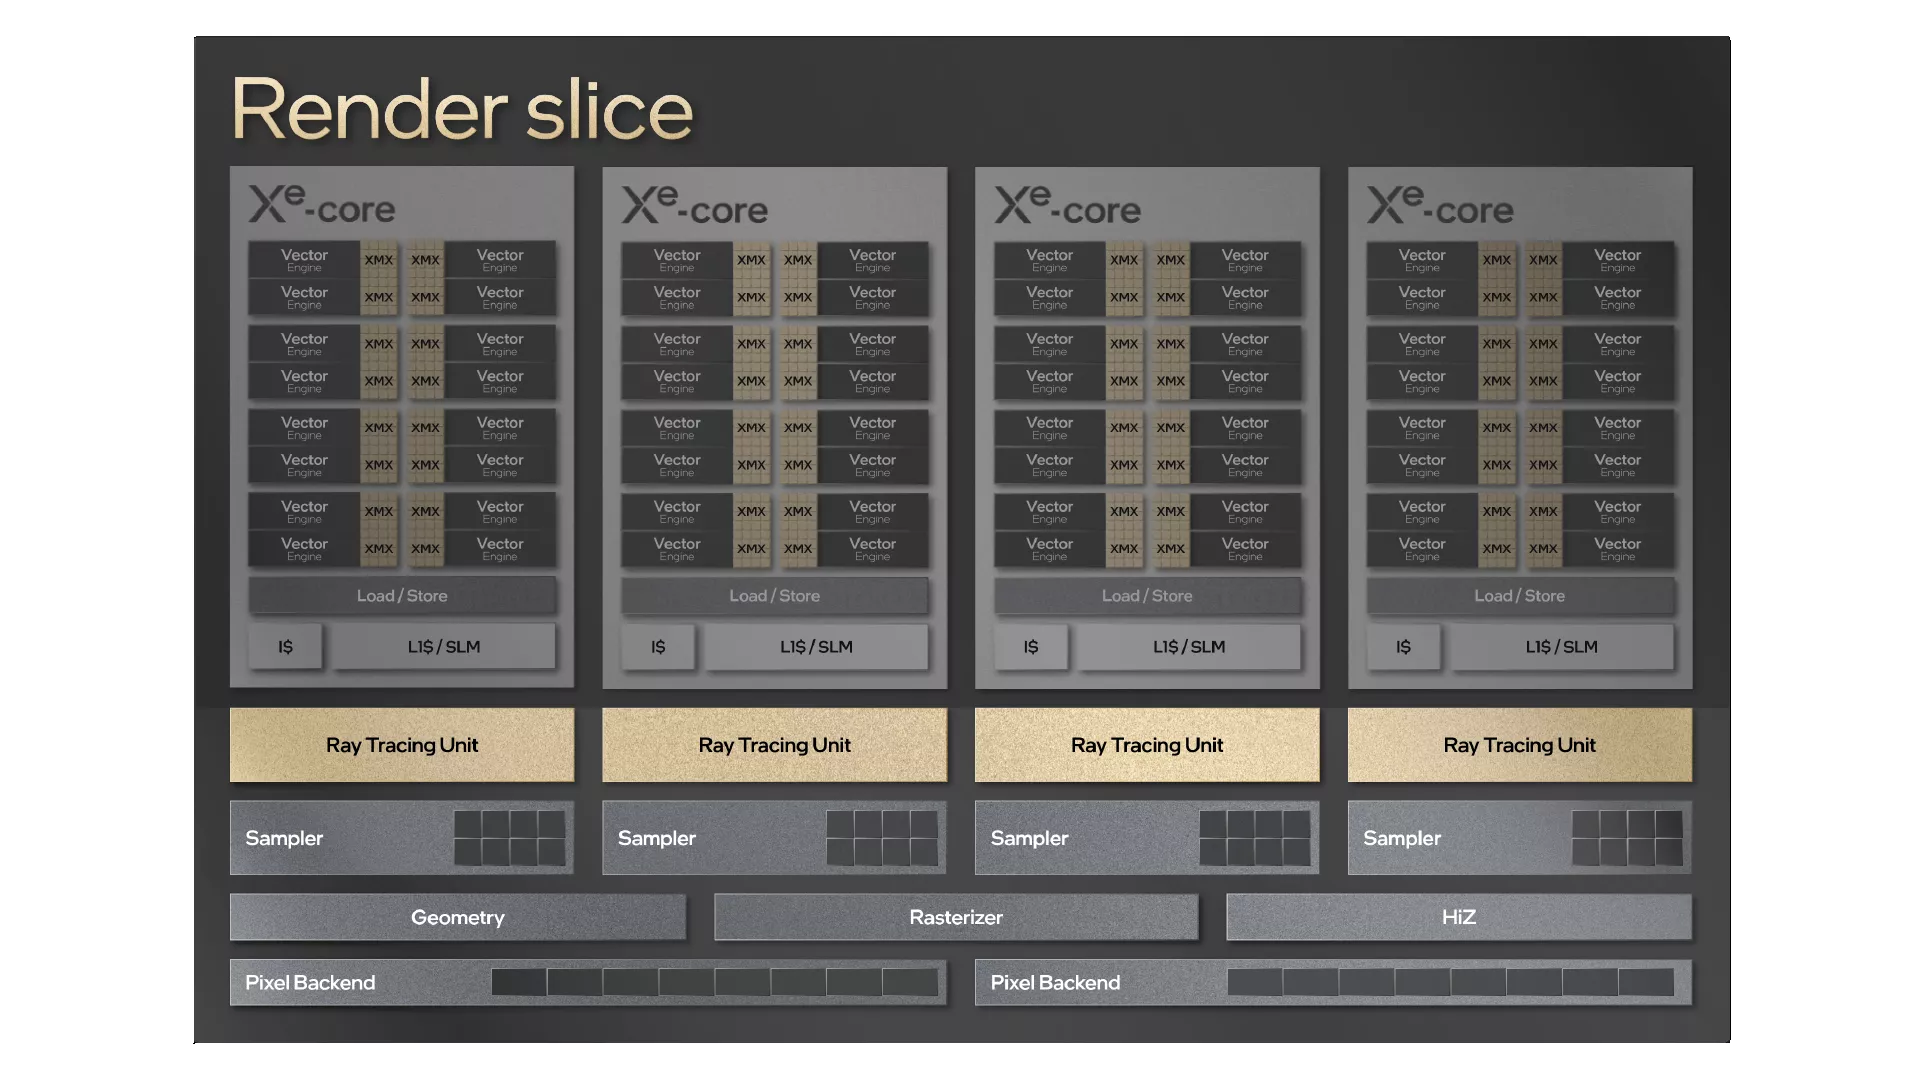 Render slice
Xe-core Xe-core Xe-core Xe-core
Vector XMX XMX Vector Vector XMX XMX Vector Vector XMX XMX Vector Vector XMX XMX Vector
Engine Engine Engine Engine Engine Engine Engine Engine
Vector XMX XMX Vector Vector XMX XMX Vector Vector XMX XMX Vector Vector XMX XMX Vector
Engine Engine Engine Engine Engine Engine Engine Engine
Vector XMX XMX Vector Vector XMX XMX Vector Vector XMX XMX Vector Vector XMX XMX Vector
Engine Engine Engine Engine Engine Engine Engine Engine
Vector XMX XMX Vector Vector XMX XMX Vector Vector XMX XMX Vector Vector XMX XMX Vector
Engine Engine Engine Engine Engine Engine Engine Engine
Vector XMX XMX Vector Vector XMX XMX Vector Vector XMX XMX Vector Vector XMX XMX Vector
Engine Engine Engine Engine Engine Engine Engine Engine
Vector XMX XMX Vector Vector XMX XMX Vector Vector XMX XMX Vector Vector XMX XMX Vector
Engine Engine Engine Engine Engine Engine Engine Engine
Vector XMX XMX Vector Vector XMX XMX Vector Vector XMX XMX Vector Vector XMX XMX Vector
Engine Engine Engine Engine Engine Engine Engine Engine
Vector XMX XMX Vector Vector XMX XMX Vector Vector XMX XMX Vector Vector XMX XMX Vector
Engine Engine Engine Engine Engine Engine Engine Engine
Load / Store Load / Store Load / Store Load / Store
I$ L1$ / SLM I$ L1$ / SLM I$ L1$ / SLM I$ L1$ / SLM
Ray Tracing Unit Ray Tracing Unit Ray Tracing Unit Ray Tracing Unit
Sampler Sampler Sampler Sampler
Geometry Rasterizer HiZ
Pixel Backend Pixel Backend